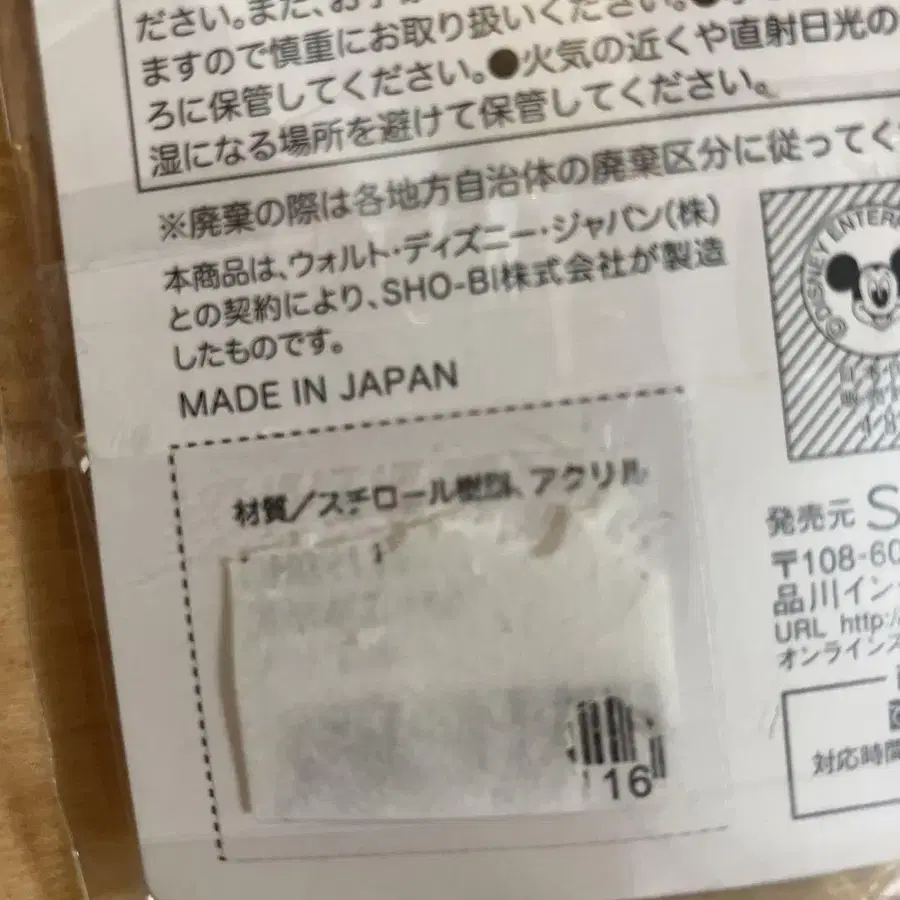 ださい。また、お
ますので慎重にお取り扱いください。●
ろに保管してください。●火気の近くや直射日光の
湿になる場所を避けて保管してください。
※廃棄の際は各地方自治体の廃棄区分に従ってく
本商品は、ウォルト・ディズニー・ジャパン(株)
との契約により、SHO-BI株式会社が製造
したものです。
MADE IN JAPAN
材質/スチロール樹脂、アクリル
16
©DISNEY ENTER
発売元 S
〒108-60
品川イン
URL http:/
オンラインス
対応時間